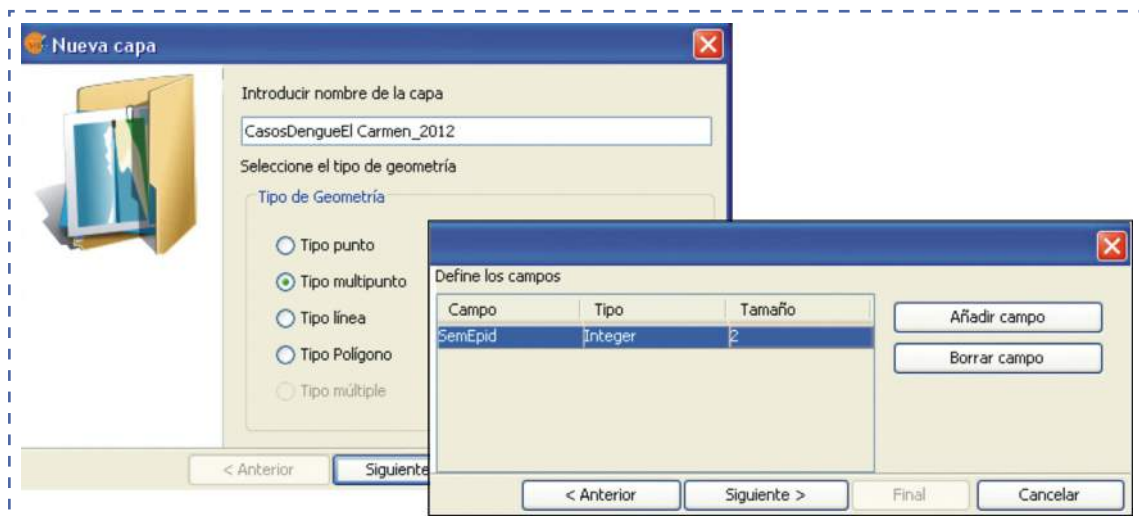 Nueva capa
Introducir nombre de la capa
CasosDengueEl Carmen_2012
Seleccione el tipo de geometría
Tipo de Geometría
Tipo punto
Tipo multipunto
Tipo línea
Tipo Polígono
Tipo múltiple
< Anterior
Siguiente
Define los campos
Campo Tipo Tamaño
SemEpid Integer 2
Añadir campo
Borrar campo
< Anterior
Siguiente >
Final
Cancelar